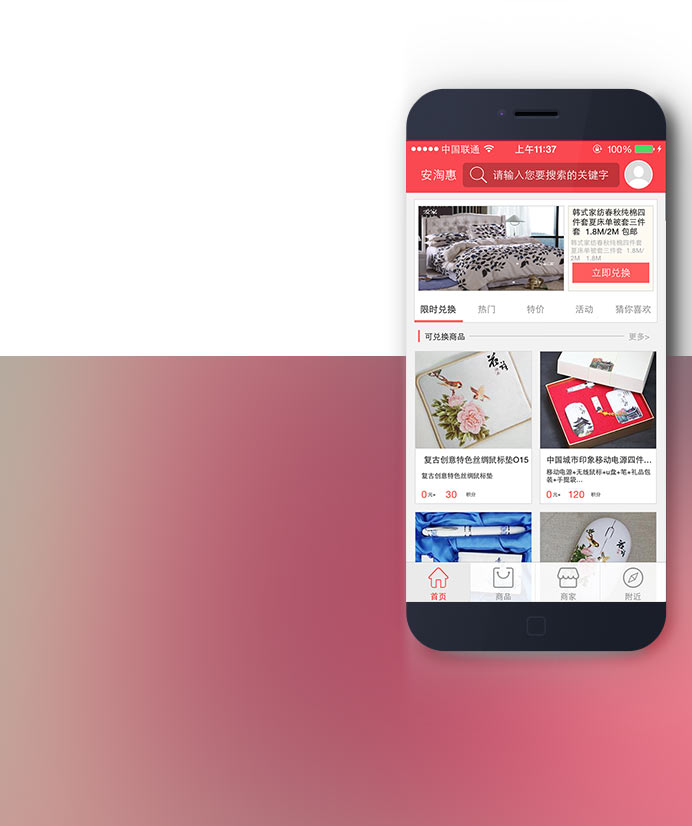 中国联通 上午11:37 100%
安淘惠 请输入您要搜索的关键字
韩式家纺春秋纯棉四
件套夏床单被套三件
套 1.8M/2M 包邮
韩式家纺春秋纯棉四件套
夏床单被套三件套 1.8M/
2M 1.8M
立即兑换
限时兑换 热门 特价 活动 猜你喜欢
可兑换商品 更多>
复古创意特色丝绸鼠标垫O15
复古创意特色丝绸鼠标垫
0元+ 30 积分
中国城市印象移动电源四件…
移动电源+无线鼠标+u盘+笔+礼品包
装+手提袋...
0元+ 120 积分
首页 商品 商家 附近